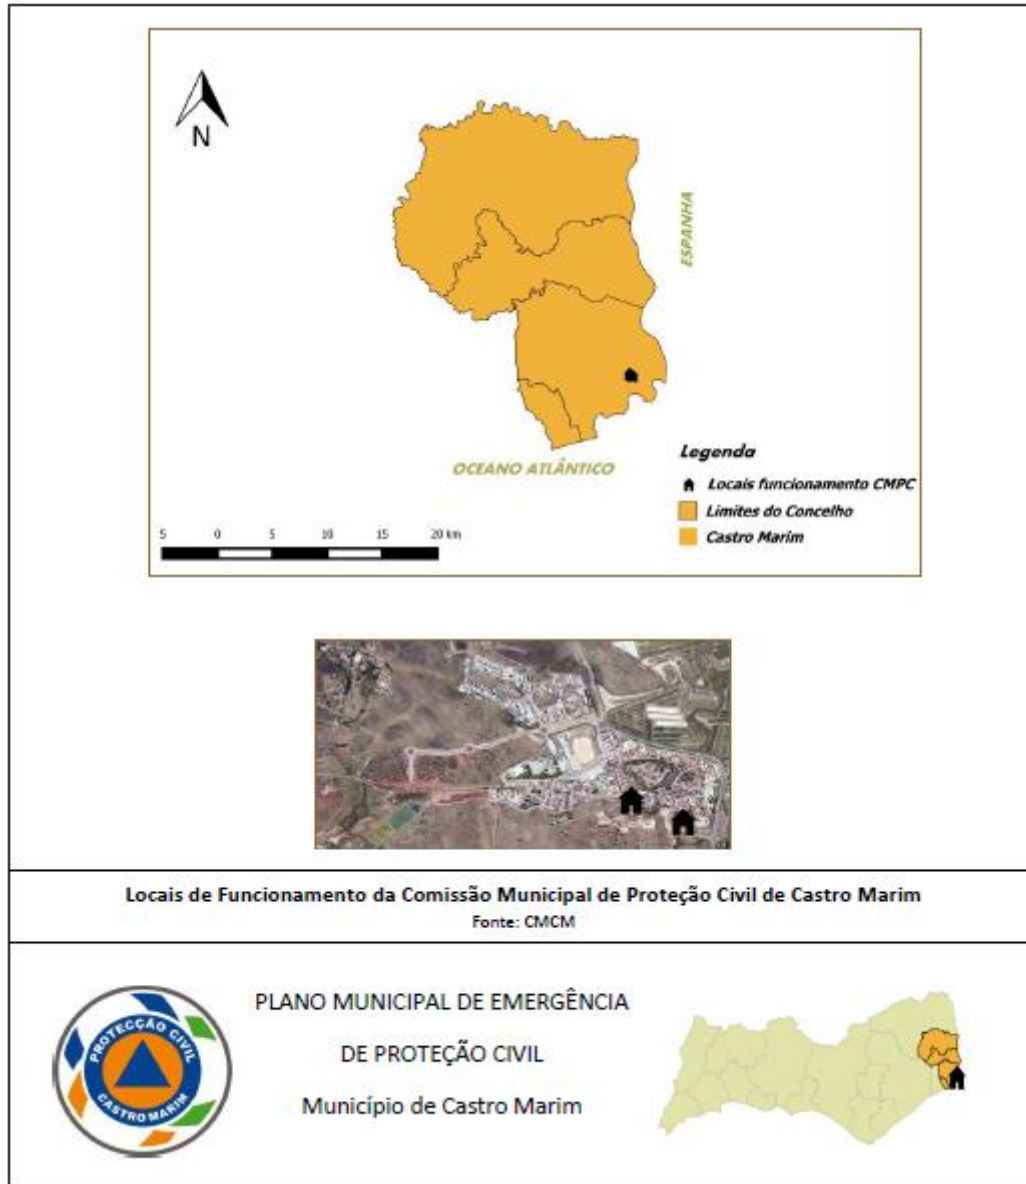 N
ESPANHA
OCEANO ATLÂNTICO
Legenda
Locais funcionamento CMPC
Limites do Concelho
Castro Marim
5 0 5 10 15 20 km
Locais de Funcionamento da Comissão Municipal de Proteção Civil de Castro Marim
Fonte: CMCM
PROTECÇÃO CIVIL
CASTRO MARIM
PLANO MUNICIPAL DE EMERGÊNCIA
DE PROTEÇÃO CIVIL
Município de Castro Marim